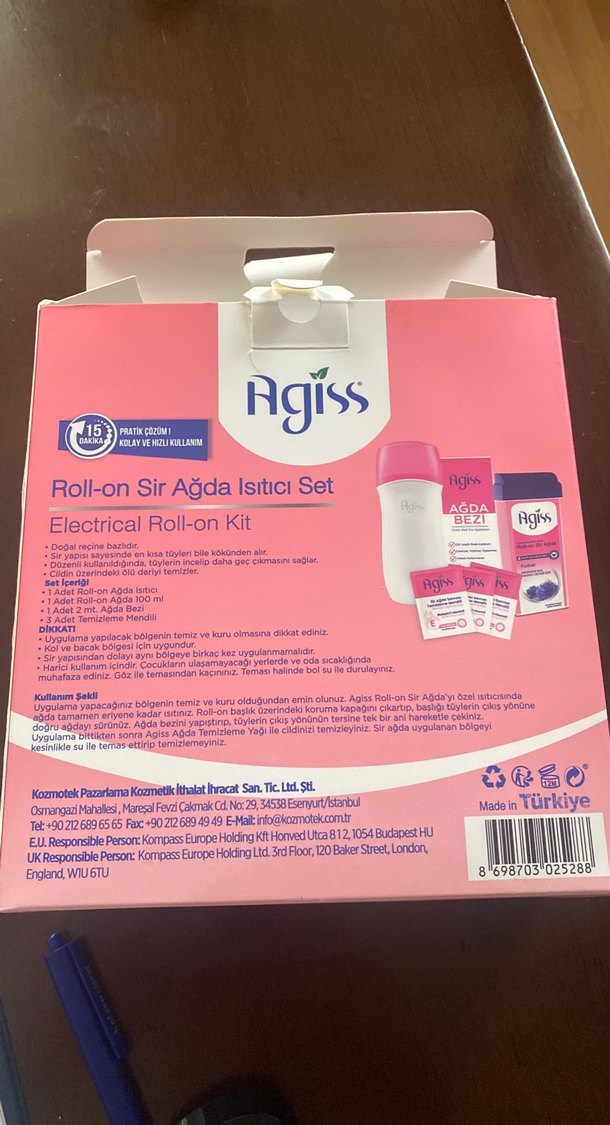 Agiss
15
DAKİKA
PRATİK ÇÖZÜM !
KOLAY VE HIZLI KULLANIM
Roll-on Sir Ağda Isıtıcı Set
Electrical Roll-on Kit
• Doğal reçine bazlıdır.
• Sir yapısı sayesinde en kısa tüyleri bile kökünden alır.
• Düzenli kullanıldığında, tüylerin incelip daha geç çıkmasını sağlar.
• Cildin üzerindeki ölü deriyi temizler.
Set İçeriği
• 1 Adet Roll-on Ağda Isıtıcı
• 1 Adet Roll-on Ağda 100 ml
• 1 Adet 2 mt. Ağda Bezi
• 3 Adet Temizleme Mendili
DİKKAT!
• Uygulama yapılacak bölgenin temiz ve kuru olmasına dikkat ediniz.
• Kol ve bacak bölgesi için uygundur.
• Sir yapısından dolayı aynı bölgeye birkaç kez uygulanmamalıdır.
• Harici kullanım içindir. Çocukların ulaşamayacağı yerlerde ve oda sıcaklığında
muhafaza ediniz. Göz ile temasından kaçınınız. Teması halinde bol su ile durulayınız.
Agiss
Agiss
AĞDA
BEZİ
Agiss
Roll-on Sir Ağda
Agiss
Agiss
Agiss
Kullanım Şekli
Uygulama yapacağınız bölgenin temiz ve kuru olduğundan emin olunuz. Agiss Roll-on Sir Ağda'yı özel ısıtıcısında
ağda tamamen eriyene kadar ısıtınız. Roll-on başlık üzerindeki koruma kapağını çıkartıp, başlığı tüylerin çıkış yönüne
doğru ağdayı sürünüz. Ağda bezini yapıştırıp, tüylerin çıkış yönünün tersine tek bir ani hareketle çekiniz.
Uygulama bittikten sonra Agiss Ağda Temizleme Yağı ile cildinizi temizleyiniz. Sir ağda uygulanan bölgeyi
kesinlikle su ile temas ettirip temizlemeyiniz.
Kozmotek Pazarlama Kozmetik İthalat İhracat San. Tic. Ltd. Şti.
Osmangazi Mahallesi , Mareşal Fevzi Çakmak Cd. No: 29, 34538 Esenyurt/İstanbul
Tel: +90 212 689 65 65 Fax: +90 212 689 49 49 E-Mail: info@kozmotek.com.tr
E.U. Responsible Person: Kompass Europe Holding Kft Honved Utca 8 1 2, 1054 Budapest HU
UK Responsible Person: Kompass Europe Holding Ltd. 3rd Floor, 120 Baker Street, London,
England, W1U 6TU
12M
Made in Türkiye
8 698703 025288